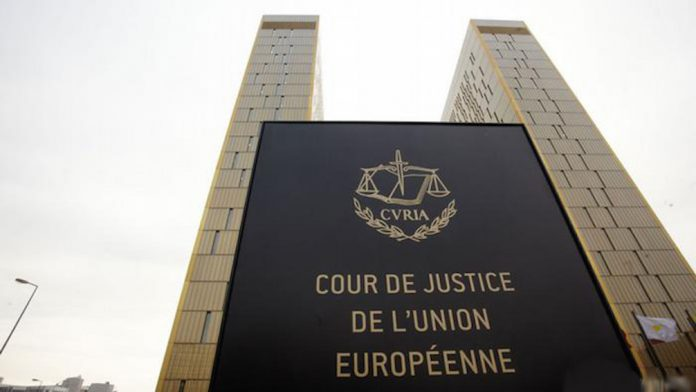 CVRIA
COUR DE JUSTICE
DE L'UNION
EUROPÉENNE